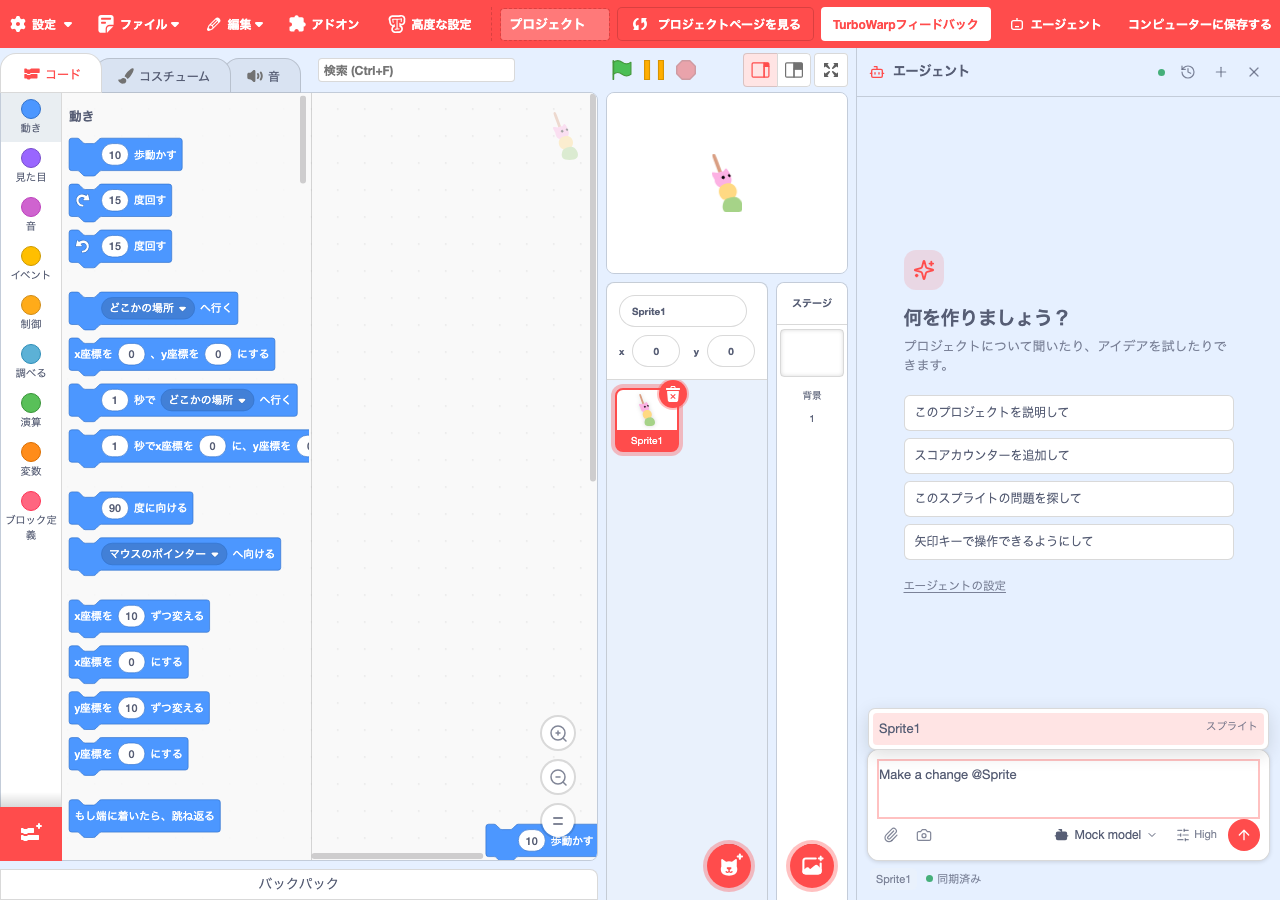 設定
ファイル
編集
アドオン
高度な設定
プロジェクト
プロジェクトページを見る
TurboWarpフィードバック
エージェント
コンピューターに保存する
コード
コスチューム
音
検索 (Ctrl+F)
エージェント
動き
見た目
音
イベント
制御
調べる
演算
変数
ブロック定
義
動き
10 歩動かす
15 度回す
15 度回す
どこかの場所 へ行く
x座標を 0 、y座標を 0 にする
1 秒で どこかの場所 へ行く
1 秒でx座標を 0 に、y座標を
90 度に向ける
マウスのポインター へ向ける
x座標を 10 ずつ変える
x座標を 0 にする
y座標を 10 ずつ変える
y座標を 0 にする
もし端に着いたら、跳ね返る
10 歩動かす
バックパック
Sprite1
x 0 y 0
Sprite1
ステージ
背景
1
何を作りましょう？
プロジェクトについて聞いたり、アイデアを試したりで
きます。
このプロジェクトを説明して
スコアカウンターを追加して
このスプライトの問題を探して
矢印キーで操作できるようにして
エージェントの設定
Sprite1 スプライト
Make a change @Sprite
Mock model High
Sprite1 同期済み